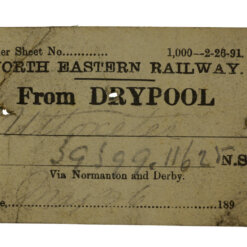 er Sheet No............ 1,000—2-26-91.
NORTH EASTERN RAILWAY.
From DRYPOOL
39399.11625 N.S
Via Normanton and Derby.
e,............189